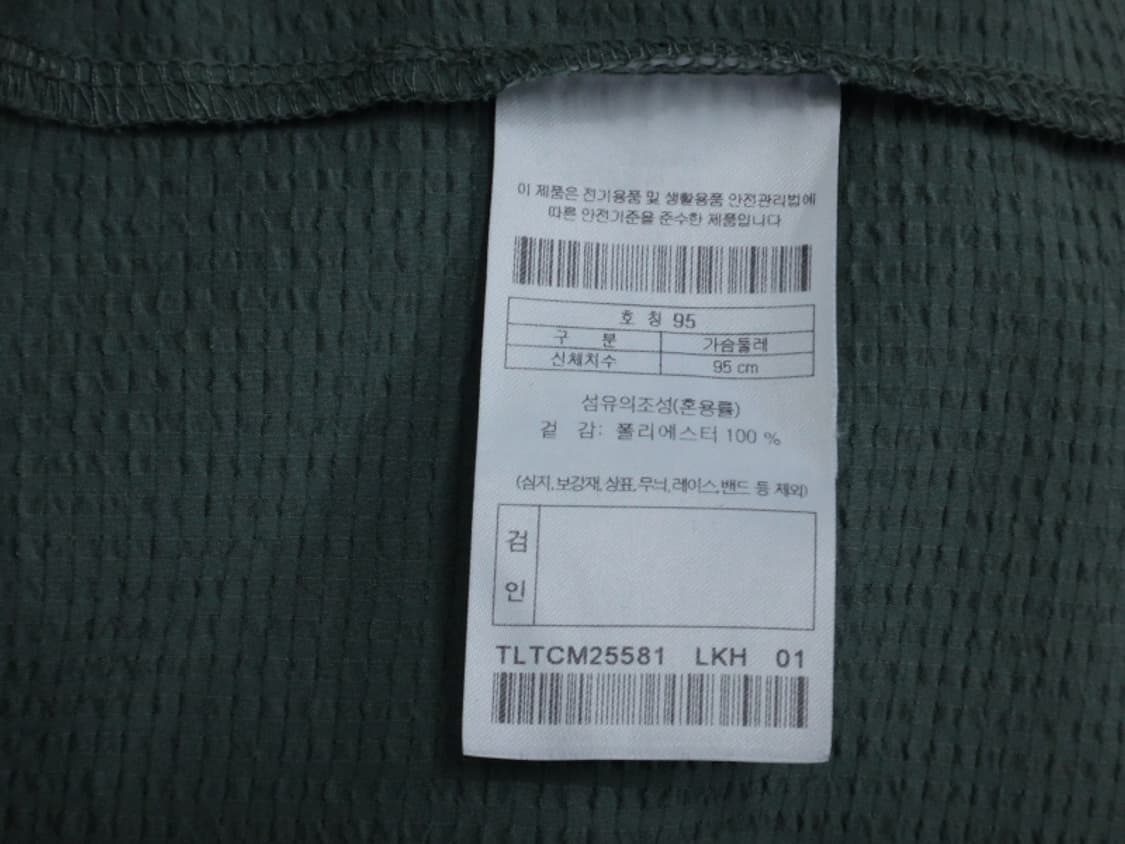 이 제품은 전기용품 및 생활용품 안전관리법에
따른 안전기준을 준수한 제품입니다
호 칭 95
구 분 가슴둘레
신체치수 95 cm
섬유의조성(혼용률)
겉 감: 폴리에스터 100 %
(심지,보강재,상표,무늬,레이스,밴드 등 제외)
검
인
TLTCM25581 LKH 01